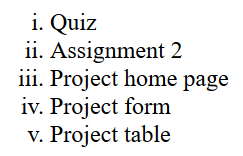 i. Quiz
ii. Assignment 2
iii. Project home page
iv. Project form
v. Project table